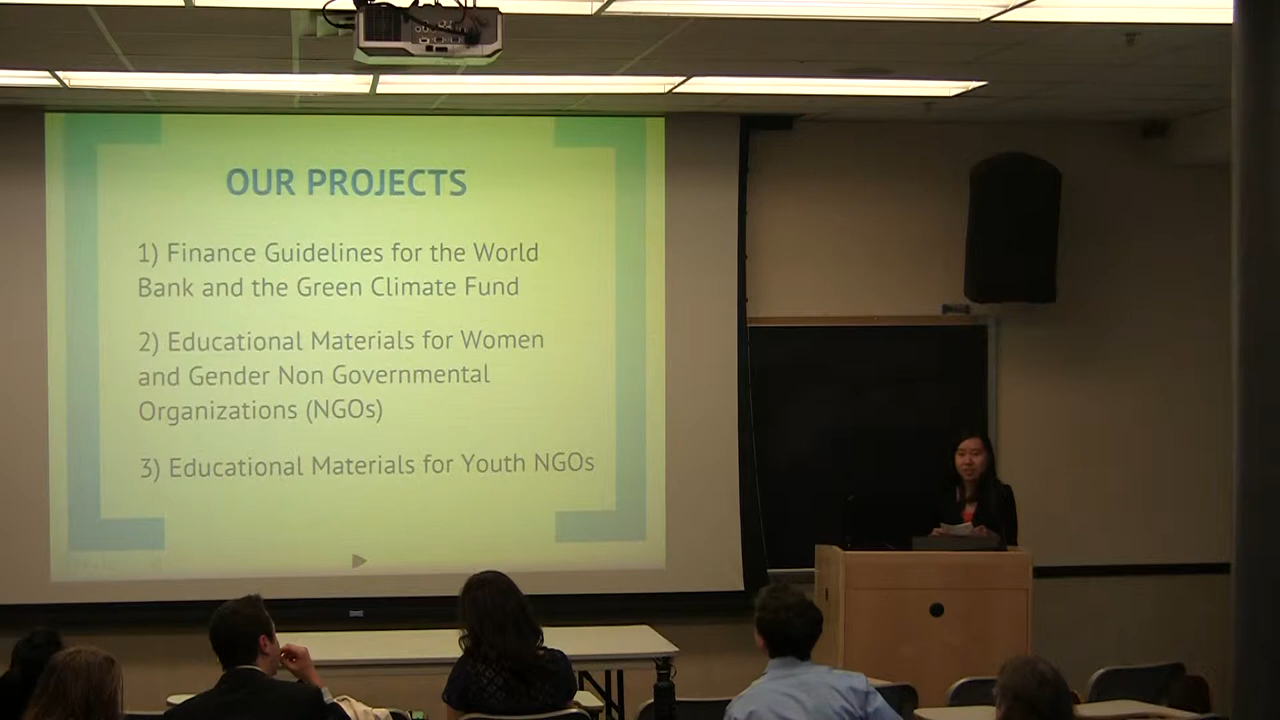 OUR PROJECTS
1) Finance Guidelines for the World
Bank and the Green Climate Fund
2) Educational Materials for Women
and Gender Non Governmental
Organizations (NGOs)
3) Educational Materials for Youth NGOs